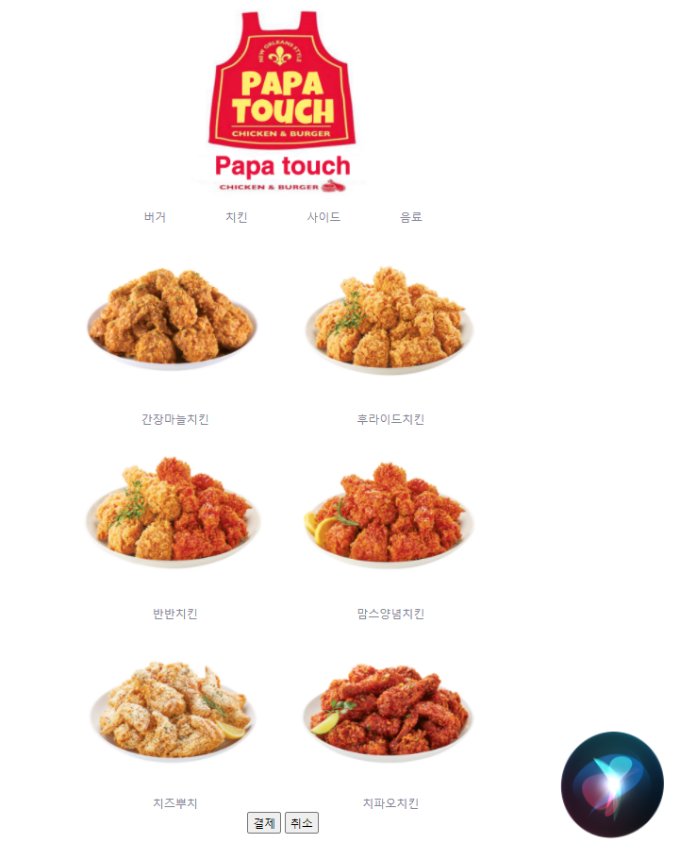 NEW ORLEANS STYLE
PAPA
TOUCH
CHICKEN & BURGER
Papa touch
CHICKEN & BURGER
버거 치킨 사이드 음료
간장마늘치킨 후라이드치킨
반반치킨 맘스양념치킨
치즈뿌치 치파오치킨
결제 취소